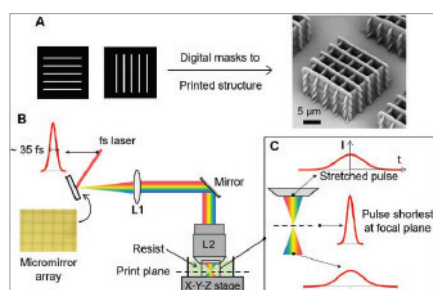 A
Digital masks to
Printed structure
5 µm
B
~ 35 fs
fs laser
Mirror
L1
L2
Micromirror
array
Resist
Print plane
X-Y-Z stage
C
I
t
Stretched pulse
Pulse shortest
at focal plane